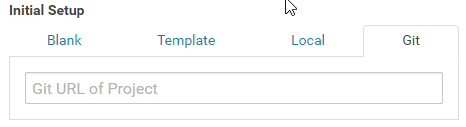 Initial Setup
Blank Template Local Git
Git URL of Project